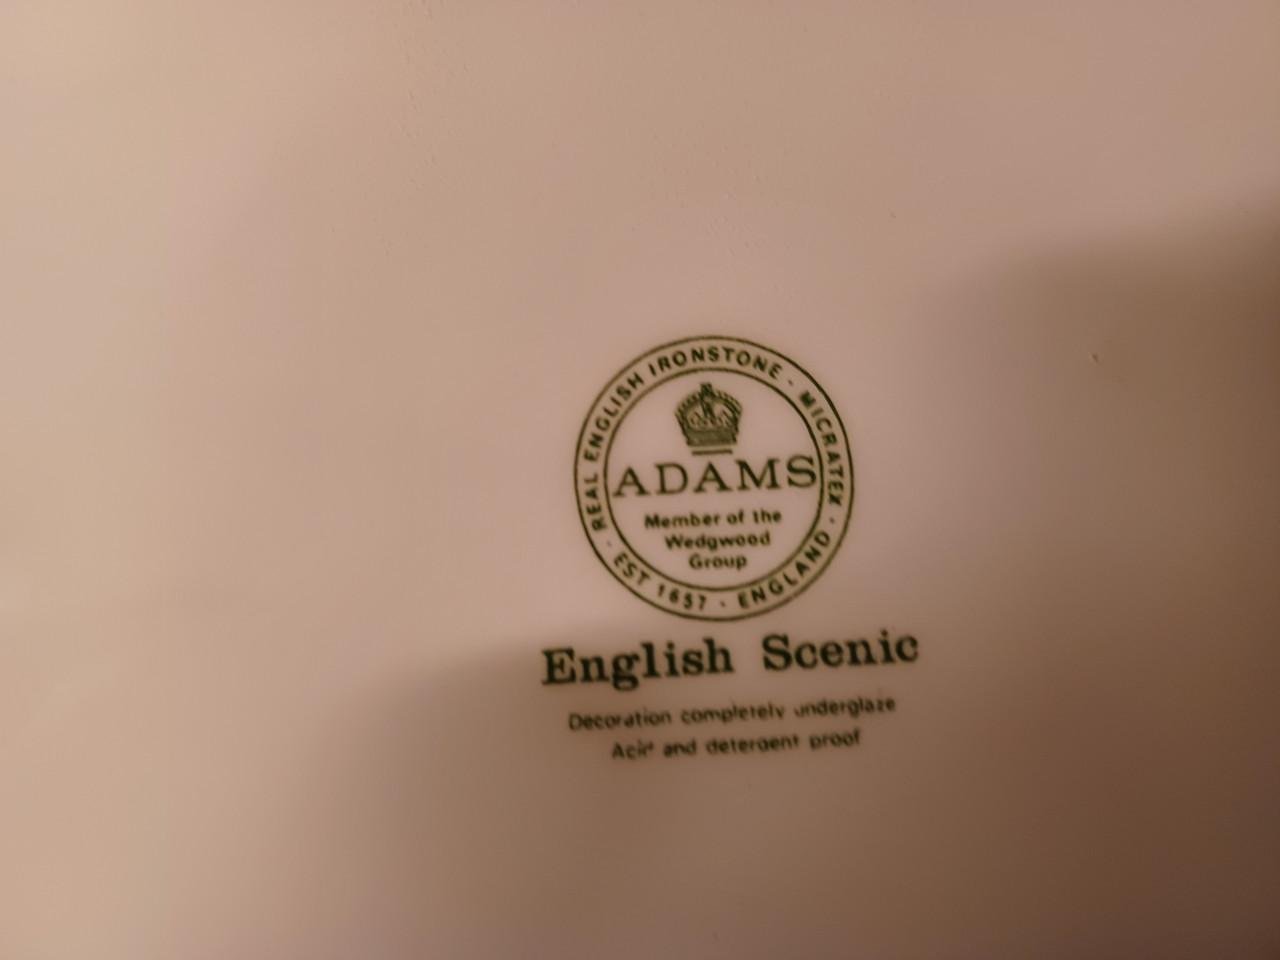 REAL ENGLISH IRONSTONE · MICRATEX ·
ADAMS
Member of the
Wedgwood
Group
· EST 1657 · ENGLAND
English Scenic
Decoration completely underglaze
Acid and detergent proof